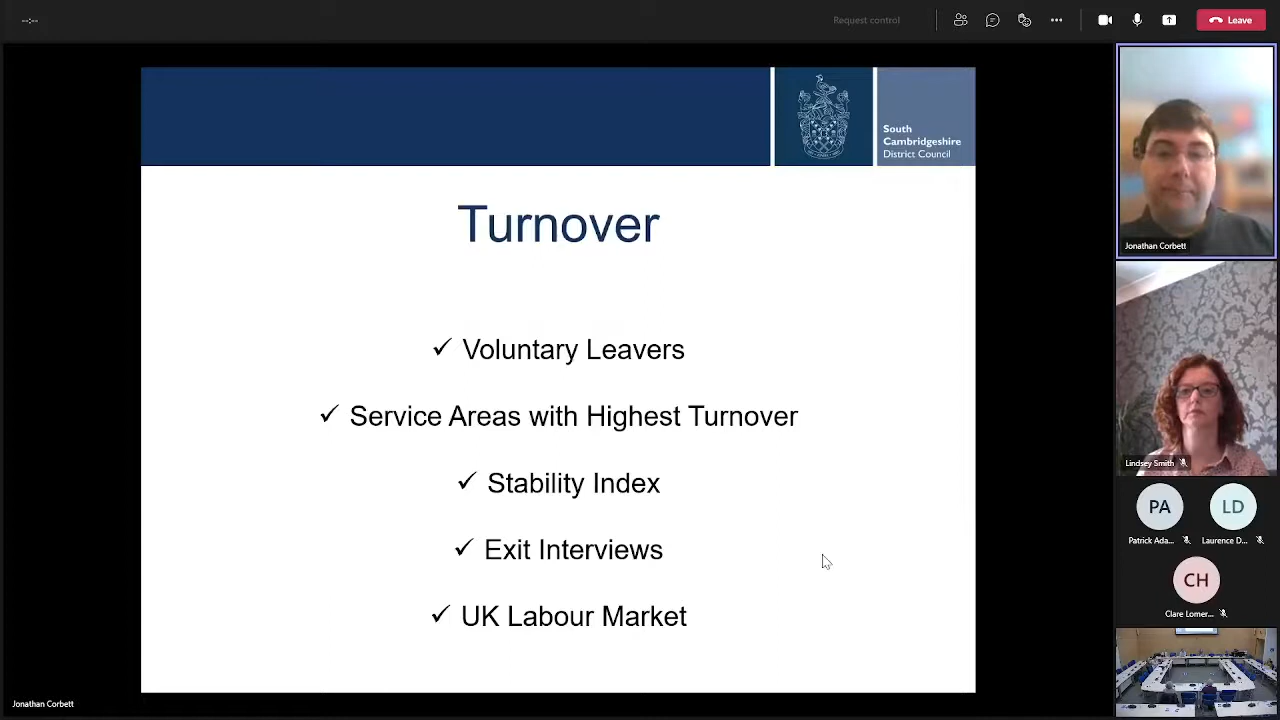 --:--
Request control
Leave
South
Cambridgeshire
District Council
Turnover
✓ Voluntary Leavers
✓ Service Areas with Highest Turnover
✓ Stability Index
✓ Exit Interviews
✓ UK Labour Market
Jonathan Corbett
Lindsey Smith
PA
LD
Patrick Ada...
Laurence D...
CH
Clare Lomer...
Jonathan Corbett